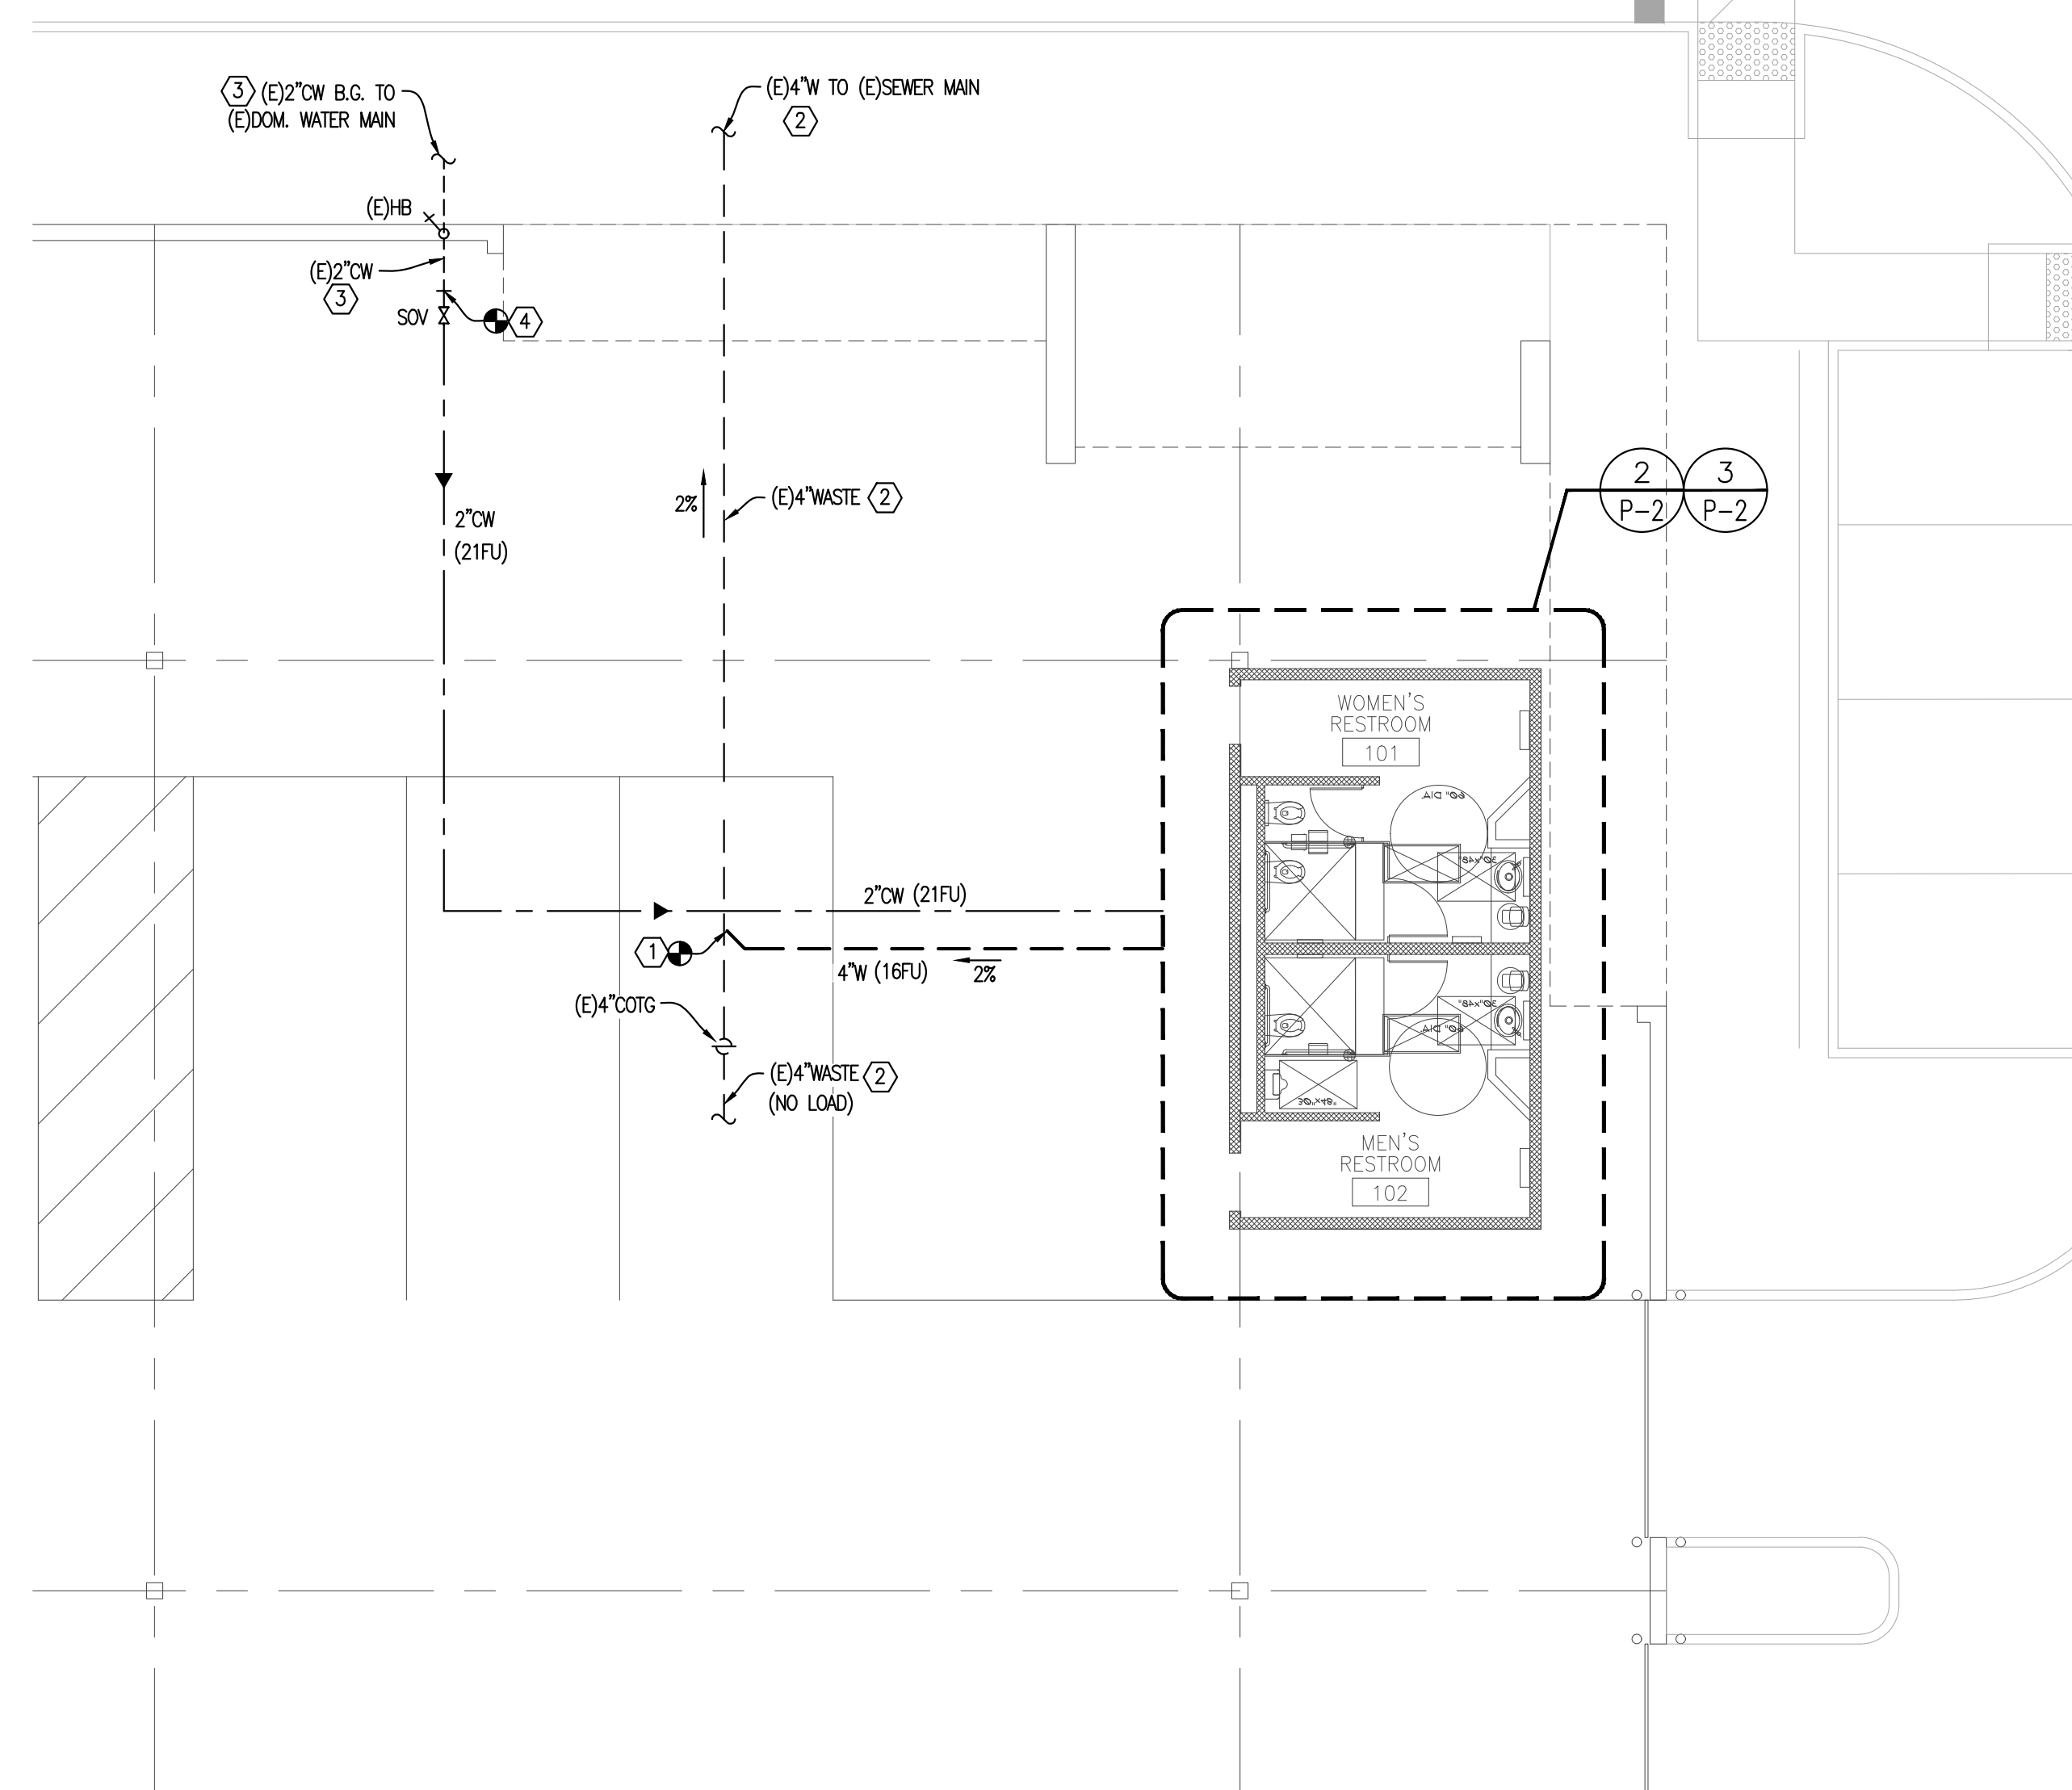 3
(E)2"CW B.G. TO
(E)DOM. WATER MAIN
(E)4"W TO (E)SEWER MAIN
2
(E)HB
(E)2"CW
3
SOV
4
2"CW
(21FU)
2%
(E)4"WASTE
2
2
P-2
3
P-2
WOMEN'S
RESTROOM
101
60" DIA.
30"x48"
2"CW (21FU)
1
4"W (16FU)
2%
(E)4"COTG
(E)4"WASTE
2
(NO LOAD)
30"x48"
60" DIA.
30"x48"
MEN'S
RESTROOM
102